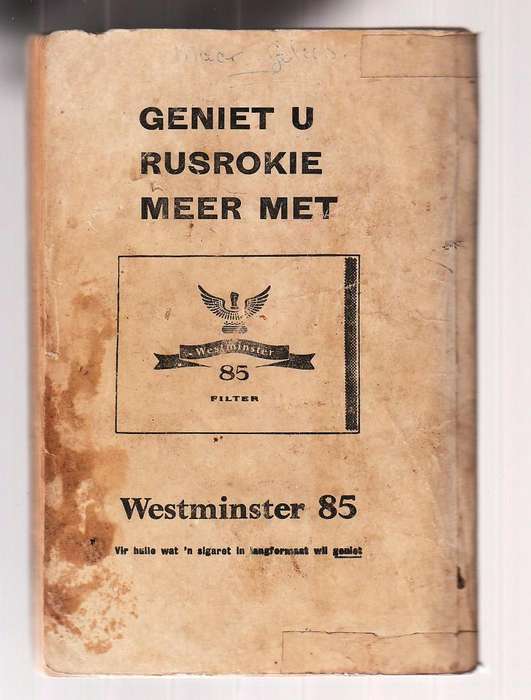 GENIET U
RUSROKIE
MEER MET
Westminster
85
FILTER
Westminster 85
Vir hulle wat 'n sigaret in langformaat wil geniet